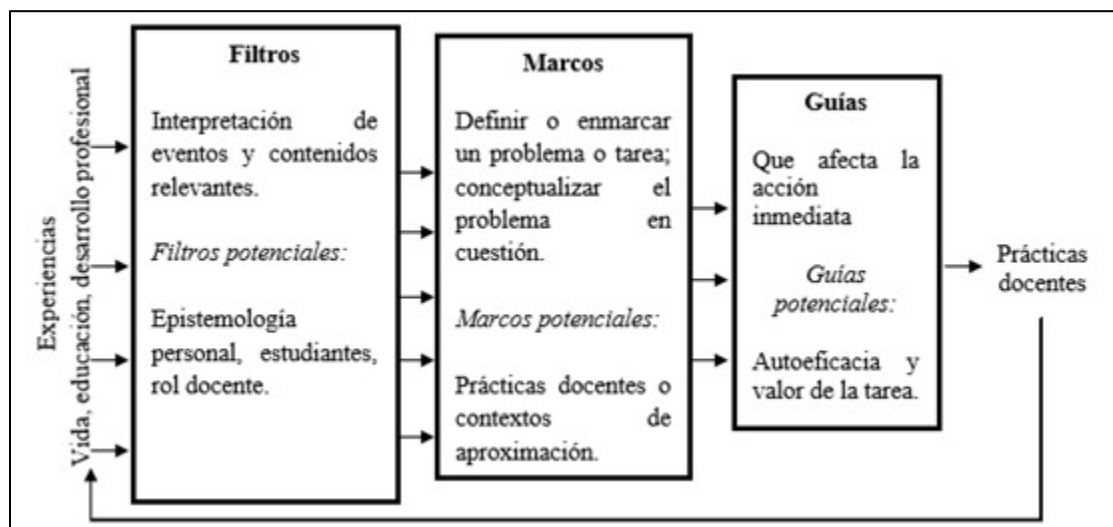 Experiencias
Vida, educación, desarrollo profesional
Filtros
Interpretación de
eventos y contenidos
relevantes.
Filtros potenciales:
Epistemología
personal, estudiantes,
rol docente.
Marcos
Definir o enmarcar
un problema o tarea;
conceptualizar el
problema en
cuestión.
Marcos potenciales:
Prácticas docentes o
contextos de
aproximación.
Guías
Que afecta la
acción
inmediata
Guías
potenciales:
Autoeficacia y
valor de la tarea.
Prácticas
docentes